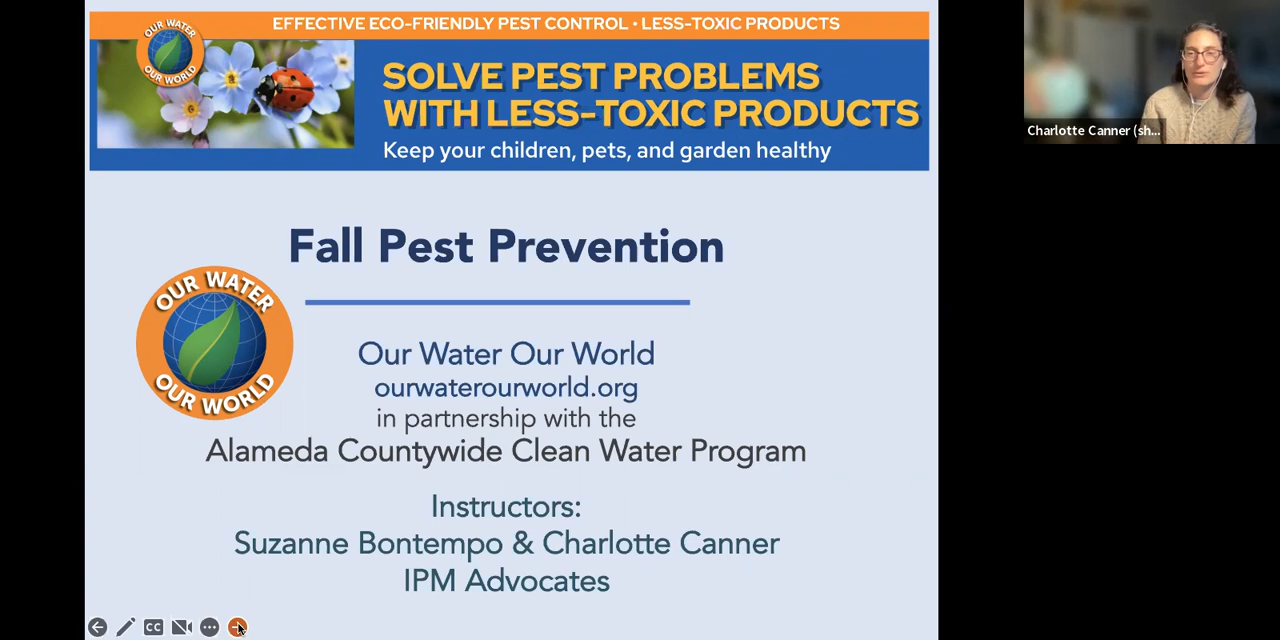 EFFECTIVE ECO-FRIENDLY PEST CONTROL • LESS-TOXIC PRODUCTS
OUR WATER
OUR WORLD
SOLVE PEST PROBLEMS
WITH LESS-TOXIC PRODUCTS
Keep your children, pets, and garden healthy
Charlotte Canner (sh...
Fall Pest Prevention
OUR WATER
OUR WORLD
Our Water Our World
ourwaterourworld.org
in partnership with the
Alameda Countywide Clean Water Program
Instructors:
Suzanne Bontempo & Charlotte Canner
IPM Advocates
CC